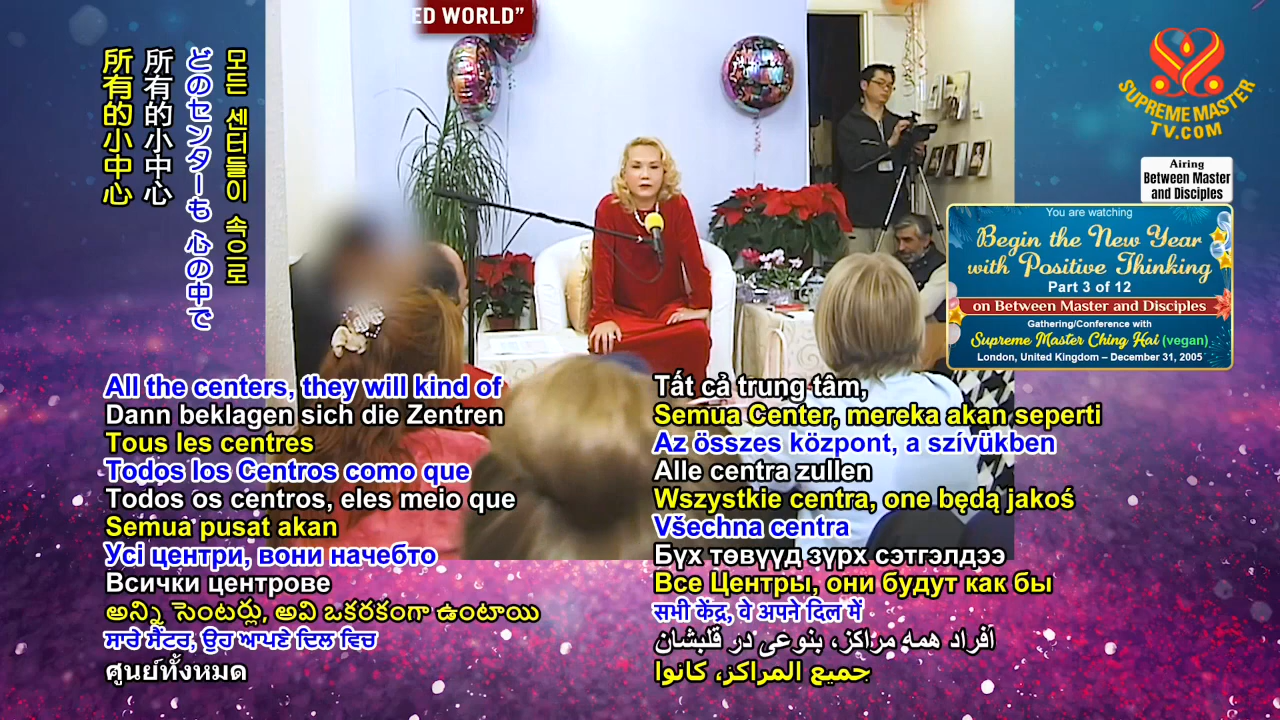 ED WORLD”
모든 센터들이 속으로
どのセンターも 心の中で
所有的小中心
所有的小中心
SUPREME MASTER
TV.COM
Airing
Between Master
and Disciples
You are watching
Begin the New Year
with Positive Thinking
Part 3 of 12
on Between Master and Disciples
Gathering/Conference with
Supreme Master Ching Hai (vegan)
London, United Kingdom – December 31, 2005
All the centers, they will kind of
Dann beklagen sich die Zentren
Tous les centres
Todos los Centros como que
Todos os centros, eles meio que
Semua pusat akan
Усі центри, вони начебто
Всички центрове
అన్ని సెంటర్లు, అవి ఒకరకంగా ఉంటాయి
ਸਾਰੇ ਸੈਂਟਰ, ਉਹ ਆਪਣੇ ਦਿਲ ਵਿਚ
ศูนย์ทั้งหมด
Tất cả trung tâm,
Semua Center, mereka akan seperti
Az összes központ, a szívükben
Alle centra zullen
Wszystkie centra, one będą jakoś
Všechna centra
Бүх төвүүд зүрх сэтгэлдээ
Все Центры, они будут как бы
सभी केंद्र, वे अपने दिल में
افراد همه مراکز، بنوعی در قلبشان
جميع المراكز، كانوا